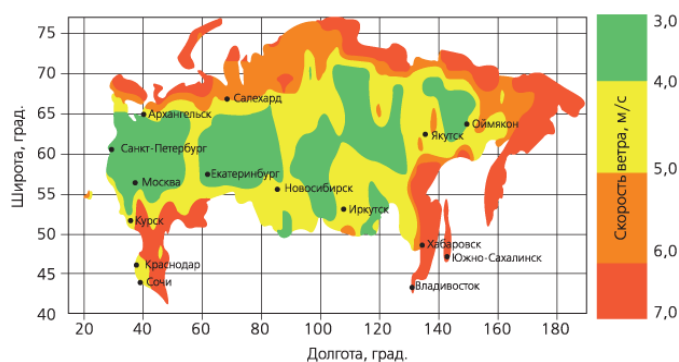 75
70
65
60
55
50
45
40
Широта, град.
20
40
60
80
100
120
140
160
180
Долгота, град.
Салехард
Архангельск
Оймякон
Якутск
Санкт-Петербург
Екатеринбург
Москва
Новосибирск
Иркутск
Курск
Хабаровск
Южно-Сахалинск
Краснодар
Сочи
Владивосток
3,0
4,0
5,0
6,0
7,0
Скорость ветра, м/с